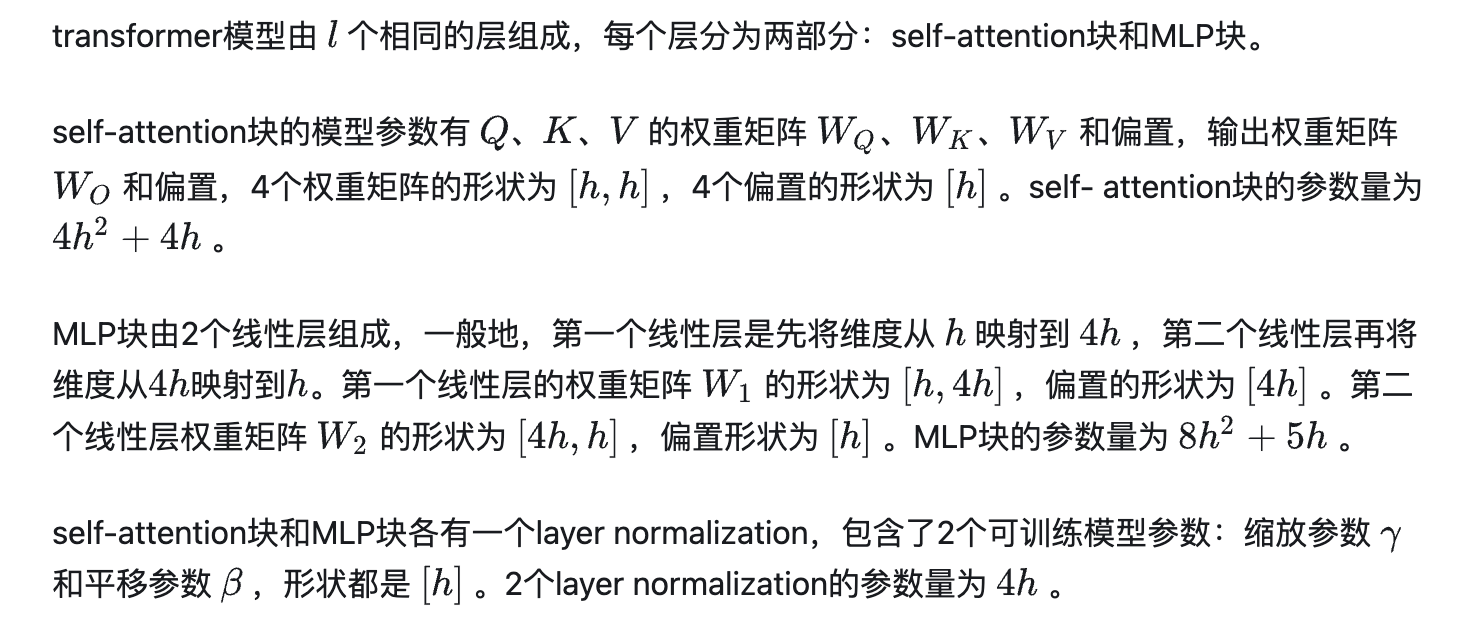 transformer模型由 l 个相同的层组成，每个层分为两部分：self-attention块和MLP块。
self-attention块的模型参数有 Q、K、V 的权重矩阵 W_Q、W_K、W_V 和偏置，输出权重矩阵
W_O 和偏置，4个权重矩阵的形状为 [h, h] ，4个偏置的形状为 [h] 。self- attention块的参数量为
4h² + 4h 。
MLP块由2个线性层组成，一般地，第一个线性层是先将维度从 h 映射到 4h ，第二个线性层再将
维度从4h映射到h。第一个线性层的权重矩阵 W₁ 的形状为 [h, 4h] ，偏置的形状为 [4h] 。第二
个线性层权重矩阵 W₂ 的形状为 [4h, h] ，偏置形状为 [h] 。MLP块的参数量为 8h² + 5h 。
self-attention块和MLP块各有一个layer normalization，包含了2个可训练模型参数：缩放参数 γ
和平移参数 β ，形状都是 [h] 。2个layer normalization的参数量为 4h 。